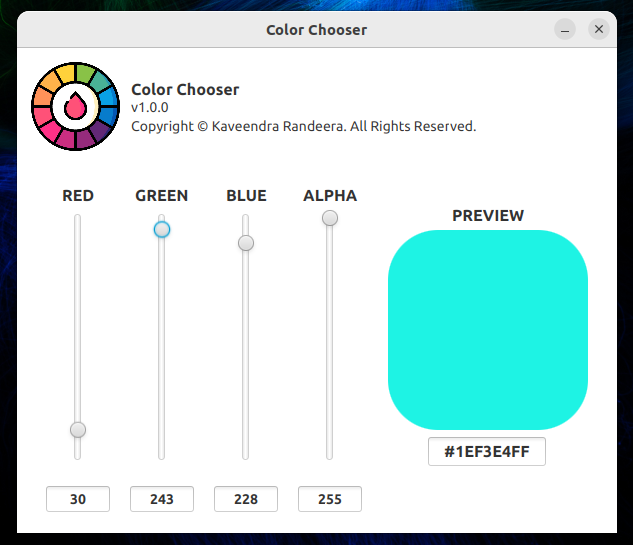 Color Chooser
Color Chooser
v1.0.0
Copyright © Kaveendra Randeera. All Rights Reserved.
RED GREEN BLUE ALPHA
PREVIEW
#1EF3E4FF
30 243 228 255